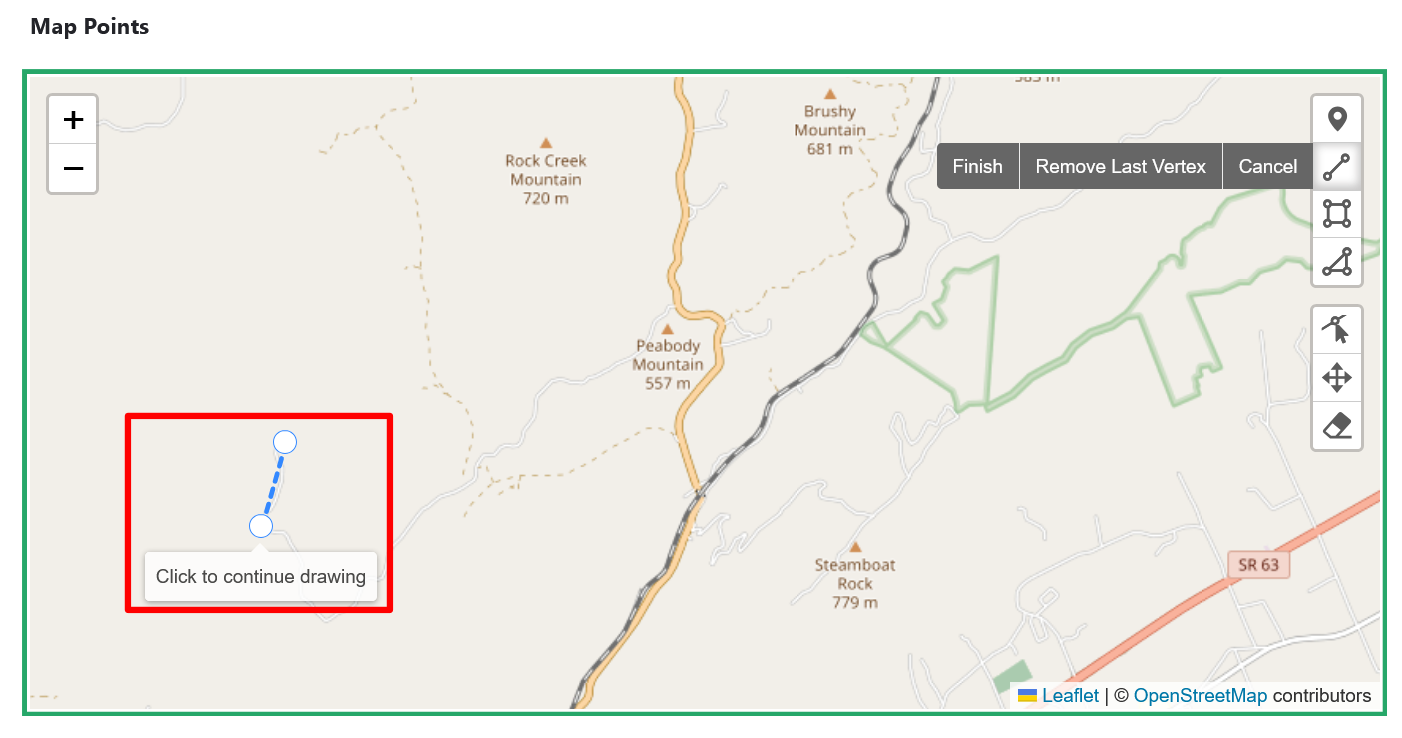 Map Points
+
−
Rock Creek
Mountain
720 m
Brushy
Mountain
681 m
Finish
Remove Last Vertex
Cancel
Peabody
Mountain
557 m
Click to continue drawing
Steamboat
Rock
779 m
SR 63
Leaflet | © OpenStreetMap contributors